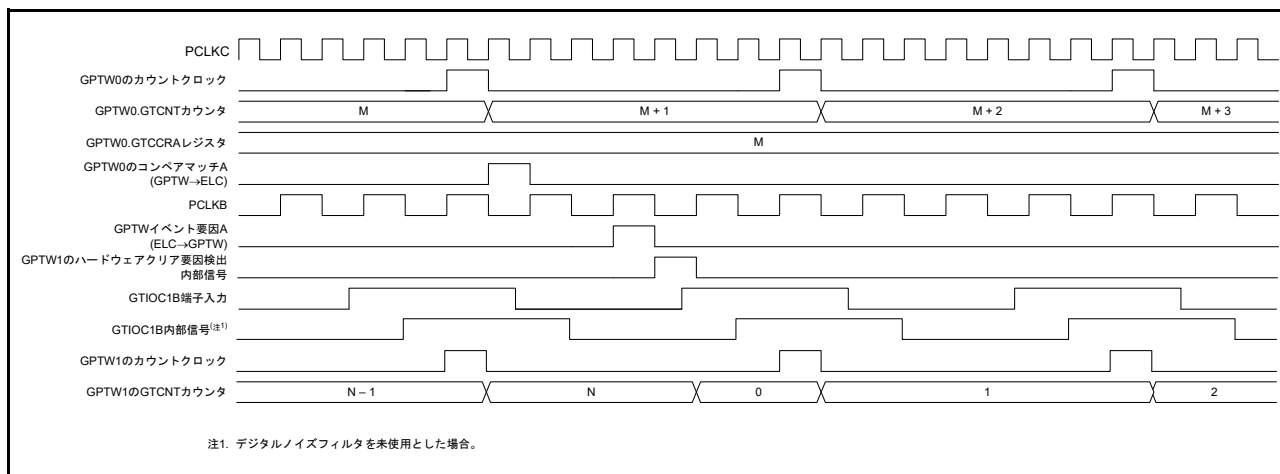 PCLKC
GPTW0のカウントクロック
GPTW0.GTCNTカウンタ
M
M + 1
M + 2
M + 3
GPTW0.GTCCRAレジスタ
M
GPTW0のコンペアマッチA
(GPTW→ELC)
PCLKB
GPTWイベント要因A
(ELC→GPTW)
GPTW1のハードウェアクリア要因検出
内部信号
GTIOC1B端子入力
GTIOC1B内部信号(注1)
GPTW1のカウントクロック
GPTW1のGTCNTカウンタ
N – 1
N
0
1
2
注1. デジタルノイズフィルタを未使用とした場合。